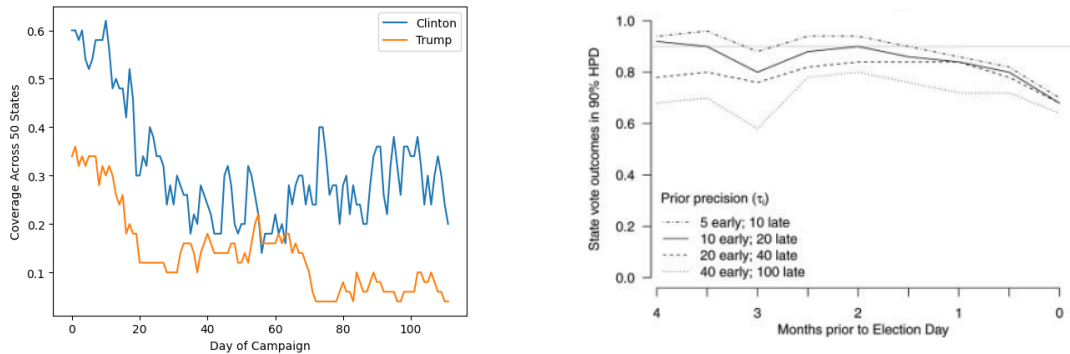 Coverage Across 50 States
0.6
0.5
0.4
0.3
0.2
0.1
Clinton
Trump
0
20
40
60
80
100
Day of Campaign
State vote outcomes in 90% HPD
1.0
0.8
0.6
0.4
0.2
0.0
Prior precision (τᵢ)
5 early; 10 late
10 early; 20 late
20 early; 40 late
40 early; 100 late
4
3
2
1
0
Months prior to Election Day